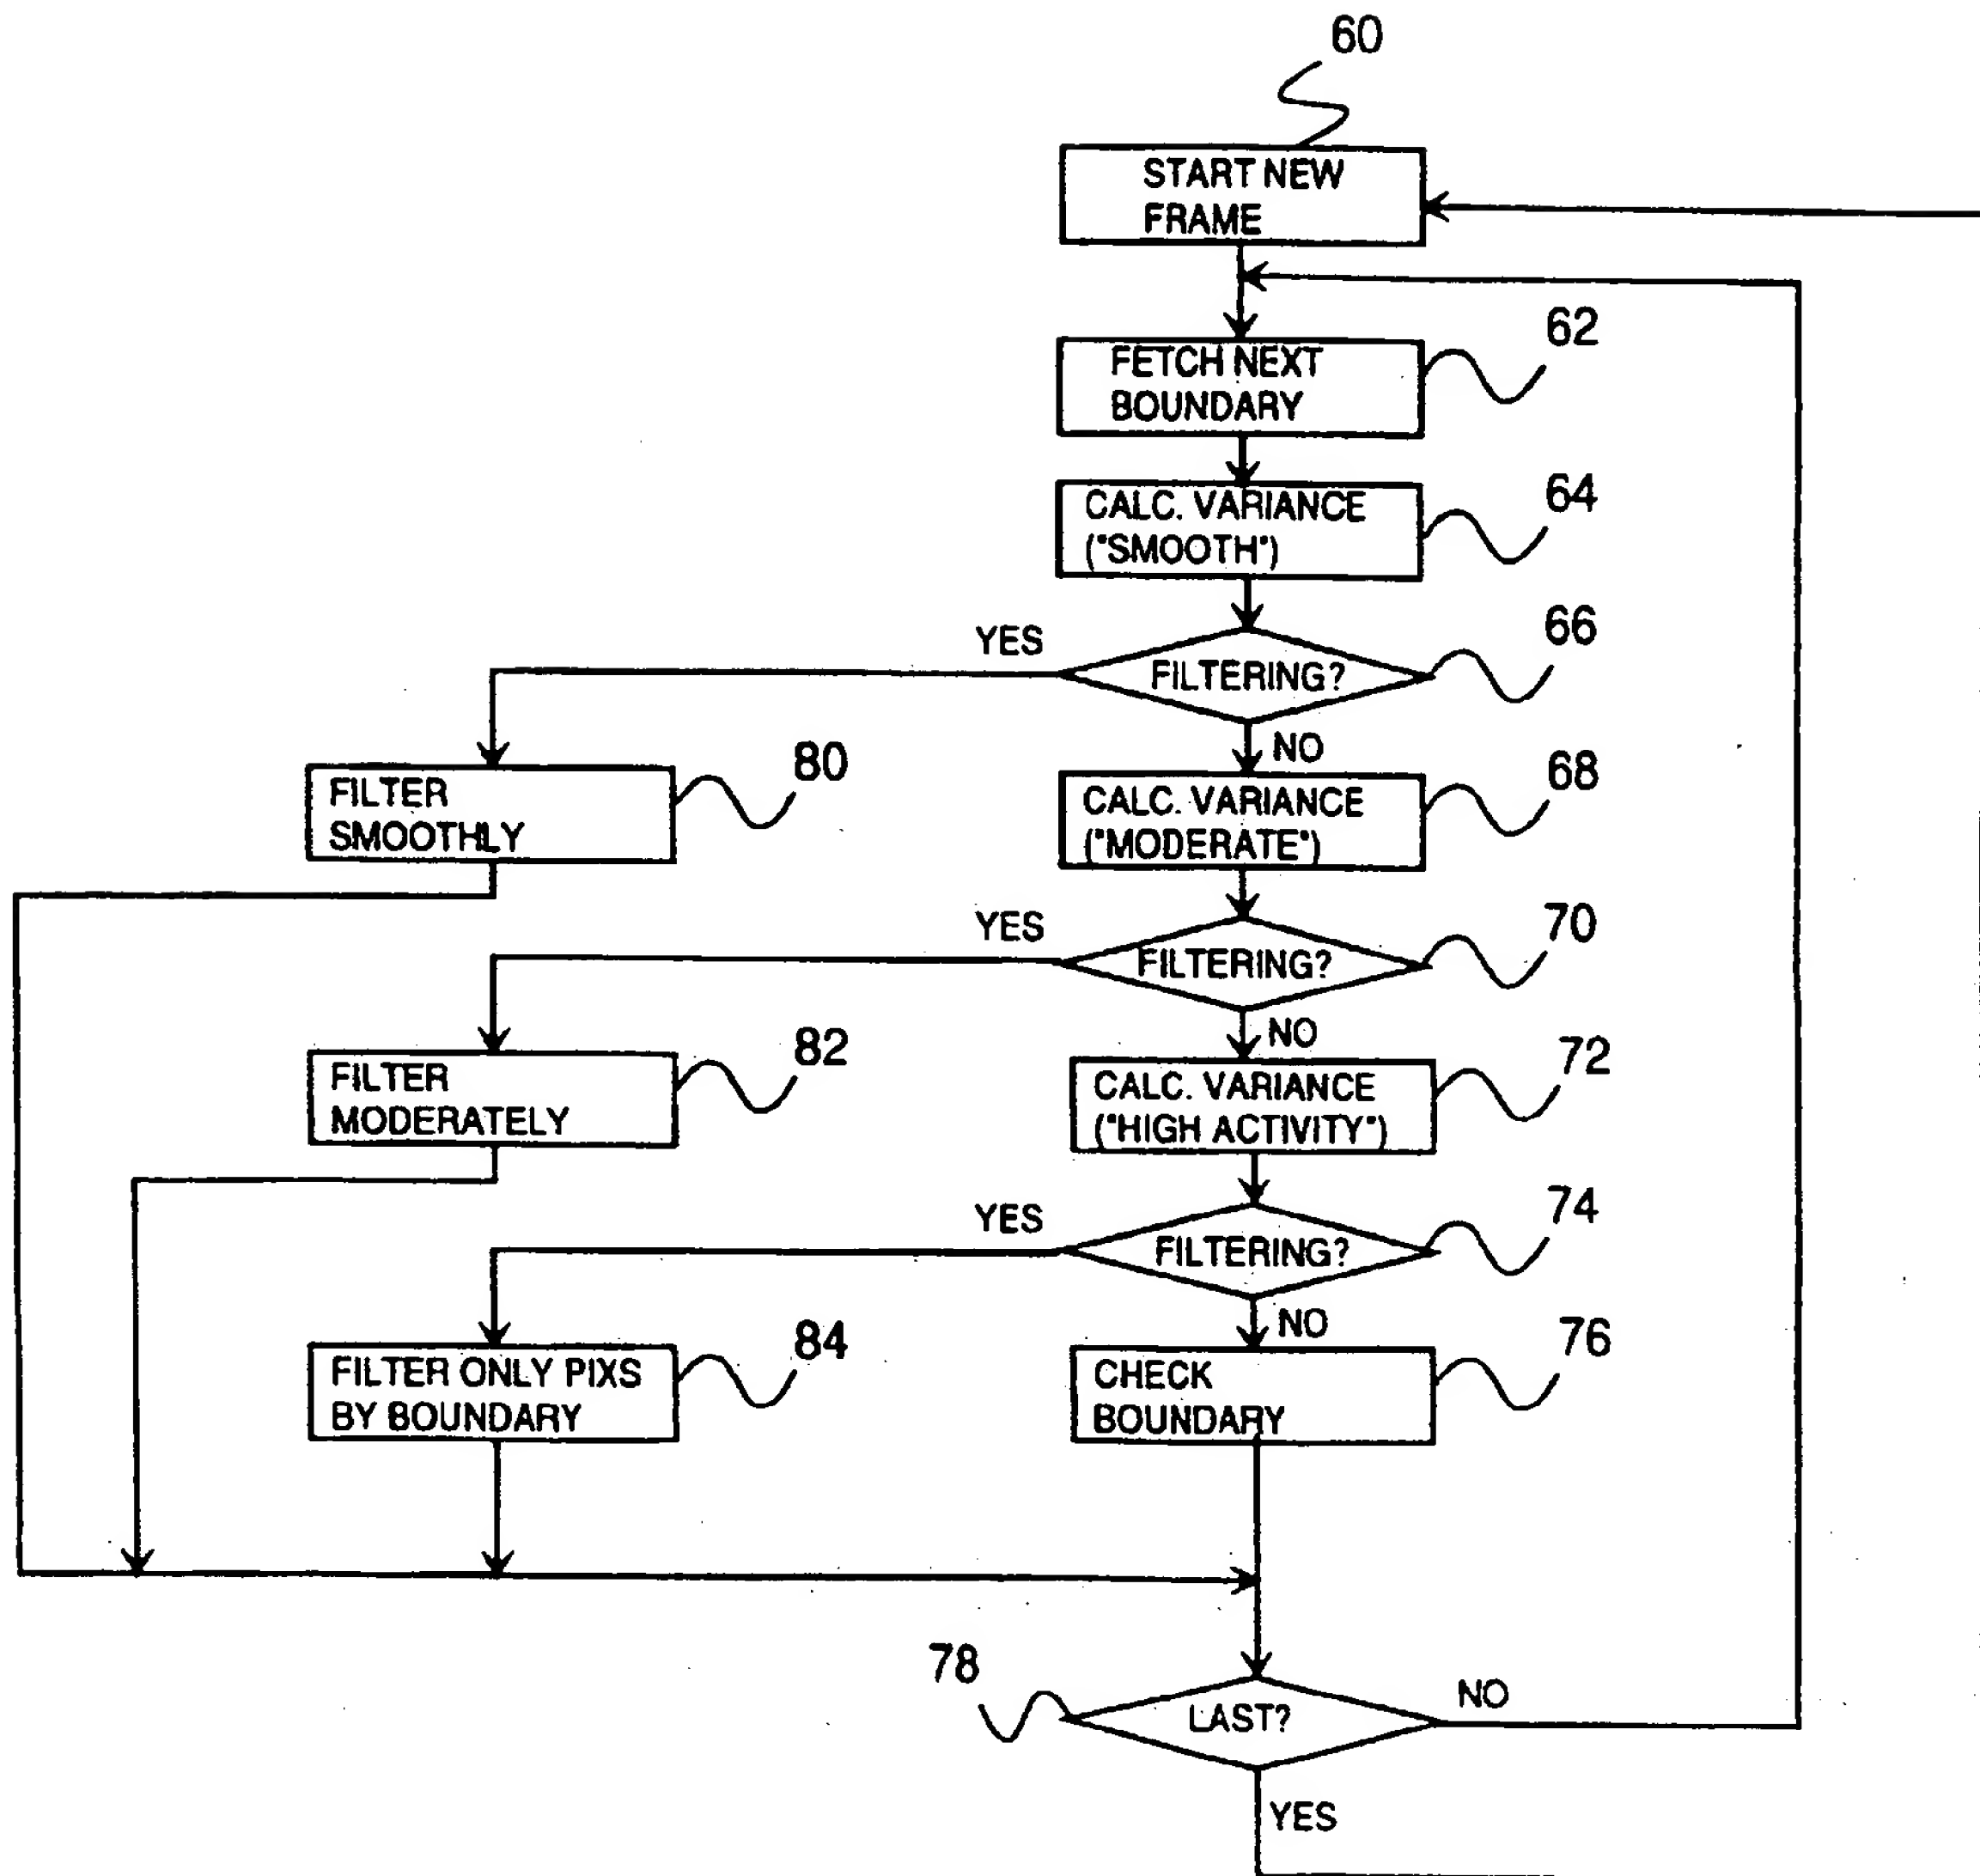 60
START NEW
FRAME
62
FETCH NEXT
BOUNDARY
64
CALC. VARIANCE
("SMOOTH")
66
YES
FILTERING?
NO
80
FILTER
SMOOTHLY
68
CALC. VARIANCE
("MODERATE")
70
YES
FILTERING?
NO
82
FILTER
MODERATELY
72
CALC. VARIANCE
("HIGH ACTIVITY")
74
YES
FILTERING?
NO
84
FILTER ONLY PIXS
BY BOUNDARY
76
CHECK
BOUNDARY
78
LAST?
NO
YES